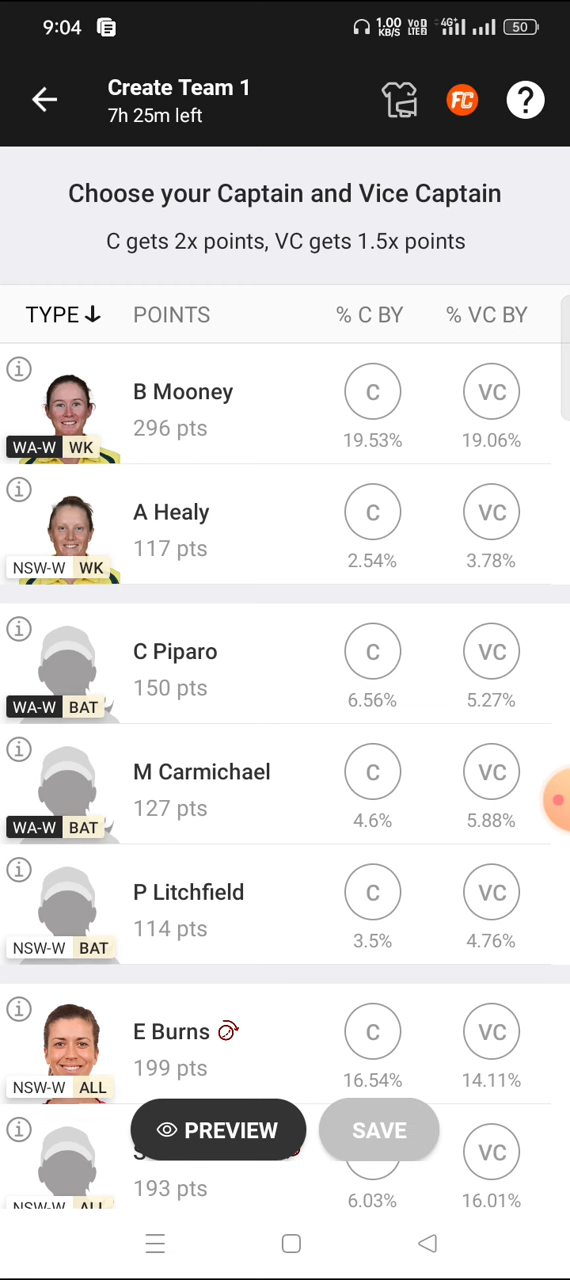 9:04 1.00 KB/S VoD LTE2 4G+ 50
Create Team 1
7h 25m left
FC ?
Choose your Captain and Vice Captain
C gets 2x points, VC gets 1.5x points
TYPE POINTS % C BY % VC BY
B Mooney C VC
WA-W WK 296 pts 19.53% 19.06%
A Healy C VC
NSW-W WK 117 pts 2.54% 3.78%
C Piparo C VC
WA-W BAT 150 pts 6.56% 5.27%
M Carmichael C VC
WA-W BAT 127 pts 4.6% 5.88%
P Litchfield C VC
NSW-W BAT 114 pts 3.5% 4.76%
E Burns C VC
NSW-W ALL 199 pts 16.54% 14.11%
PREVIEW SAVE
VC
NSW-W ALL 193 pts 6.03% 16.01%